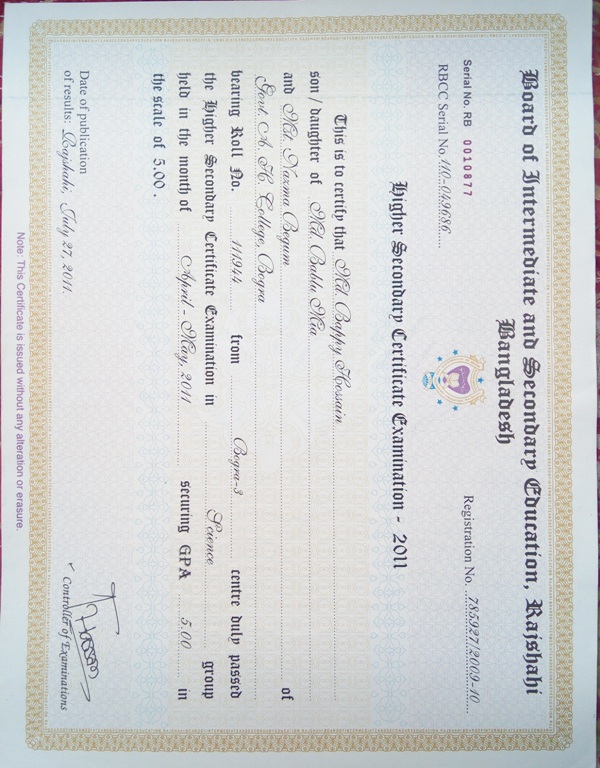 Board of Intermediate and Secondary Education, Rajshahi
Bangladesh
Serial No. RB 0010877
RBCC Serial No. 110-049686
Registration No. 785927/2009-10
Higher Secondary Certificate Examination - 2011
This is to certify that Md. Bappy Hossain
son / daughter of Md. Bablu Mia
and Mst. Nazma Begum of
Govt. A. H. College, Bogra
bearing Roll No. 111944 from Bogra-3 centre duly passed
the Higher Secondary Certificate Examination in Science group
held in the month of April - May, 2011 securing GPA 5.00 in
the scale of 5.00.
Date of publication
of results: Rajshahi, July 27, 2011.
Controller of Examinations
Note: This Certificate is issued without any alteration or erasure.